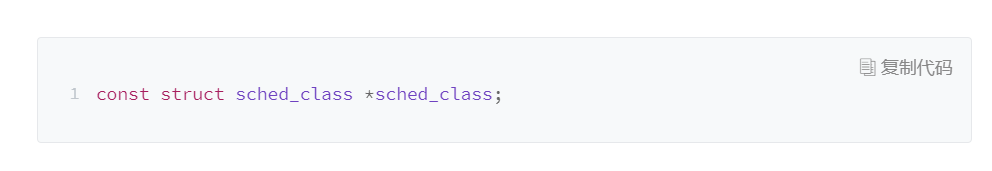 复制代码
1 const struct sched_class *sched_class;